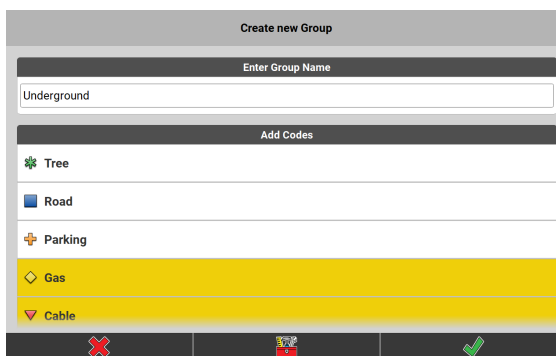 Create new Group
Enter Group Name
Underground
Add Codes
Tree
Road
Parking
Gas
Cable